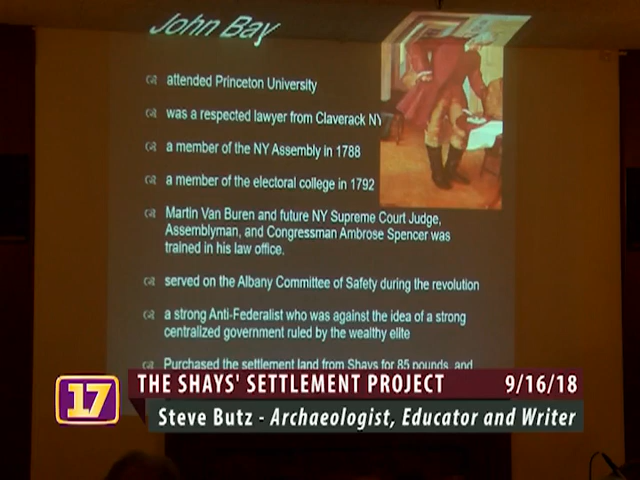 John Bay
attended Princeton University
was a respected lawyer from Claverack NY
a member of the NY Assembly in 1788
a member of the electoral college in 1792
Martin Van Buren and future NY Supreme Court Judge,
Assemblyman, and Congressman Ambrose Spencer was
trained in his law office.
served on the Albany Committee of Safety during the revolution
a strong Anti-Federalist who was against the idea of a strong
centralized government ruled by the wealthy elite
Purchased the settlement land from Shays for 85 pounds, and
17
THE SHAYS' SETTLEMENT PROJECT 9/16/18
Steve Butz - Archaeologist, Educator and Writer